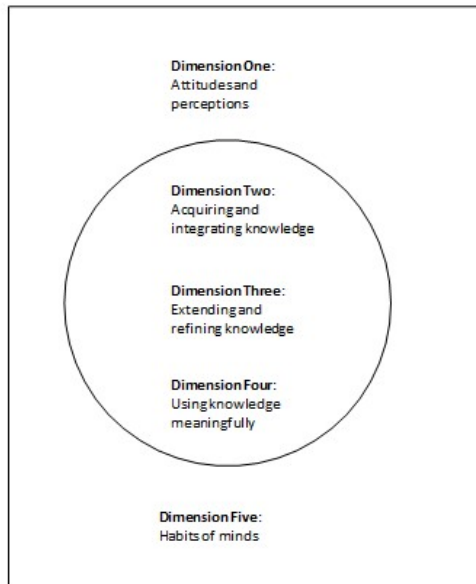 Dimension One:
Attitudes and
perceptions
Dimension Two:
Acquiring and
integrating knowledge
Dimension Three:
Extending and
refining knowledge
Dimension Four:
Using knowledge
meaningfully
Dimension Five:
Habits of minds